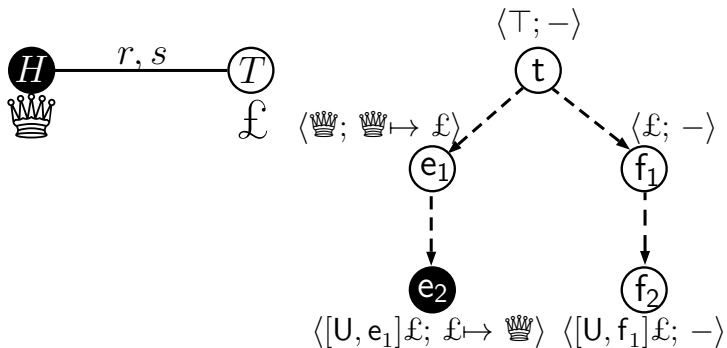 ⟨⊤; −⟩
r, s
H T t
♛ £
⟨♛; ♛ ↦ £⟩ ⟨£; −⟩
e₁ f₁
e₂ f₂
⟨[U, e₁]£; £ ↦ ♛⟩ ⟨[U, f₁]£; −⟩